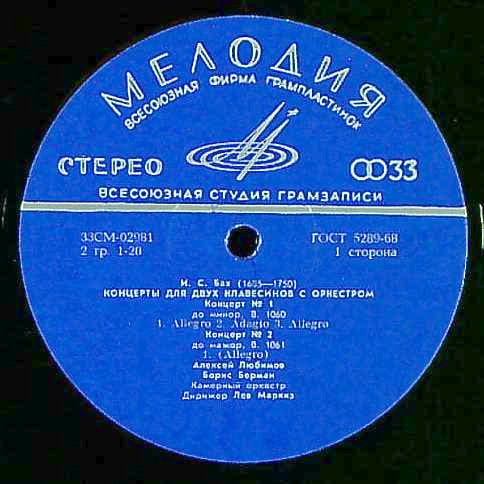 МЕЛОДИЯ
ВСЕСОЮЗНАЯ ФИРМА ГРАМПЛАСТИНОК
СТЕРЕО
33
ВСЕСОЮЗНАЯ СТУДИЯ ГРАМЗАПИСИ
33СМ-02981
ГОСТ 5289-68
2 гр. 1-20
1 сторона
И. С. Бах (1685—1750)
КОНЦЕРТЫ ДЛЯ ДВУХ КЛАВЕСИНОВ С ОРКЕСТРОМ
Концерт № 1
до минор, В. 1060
1. Allegro 2. Adagio 3. Allegro
Концерт № 2
до мажор, В. 1061
1. (Allegro)
Алексей Любимов
Борис Берман
Камерный оркестр
Дирижер Лев Маркиз